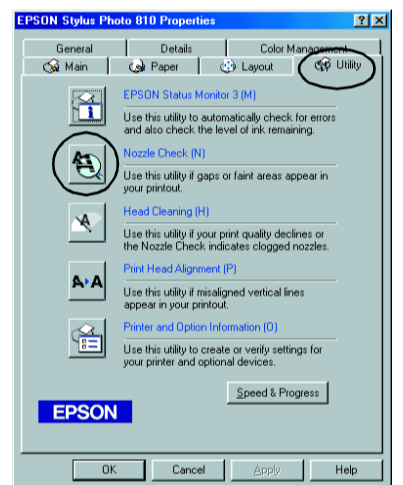 EPSON Stylus Photo 810 Properties
General Details Color Management
Main Paper Layout Utility
EPSON Status Monitor 3 (M)
Use this utility to automatically check for errors
and also check the level of ink remaining.
Nozzle Check (N)
Use this utility if gaps or faint areas appear in
your printout.
Head Cleaning (H)
Use this utility if your print quality declines or
the Nozzle Check indicates clogged nozzles.
Print Head Alignment (P)
A A
Use this utility if misaligned vertical lines
appear in your printout.
Printer and Option Information (O)
Use this utility to create or verify settings for
your printer and optional devices.
Speed & Progress
EPSON
OK Cancel Apply Help